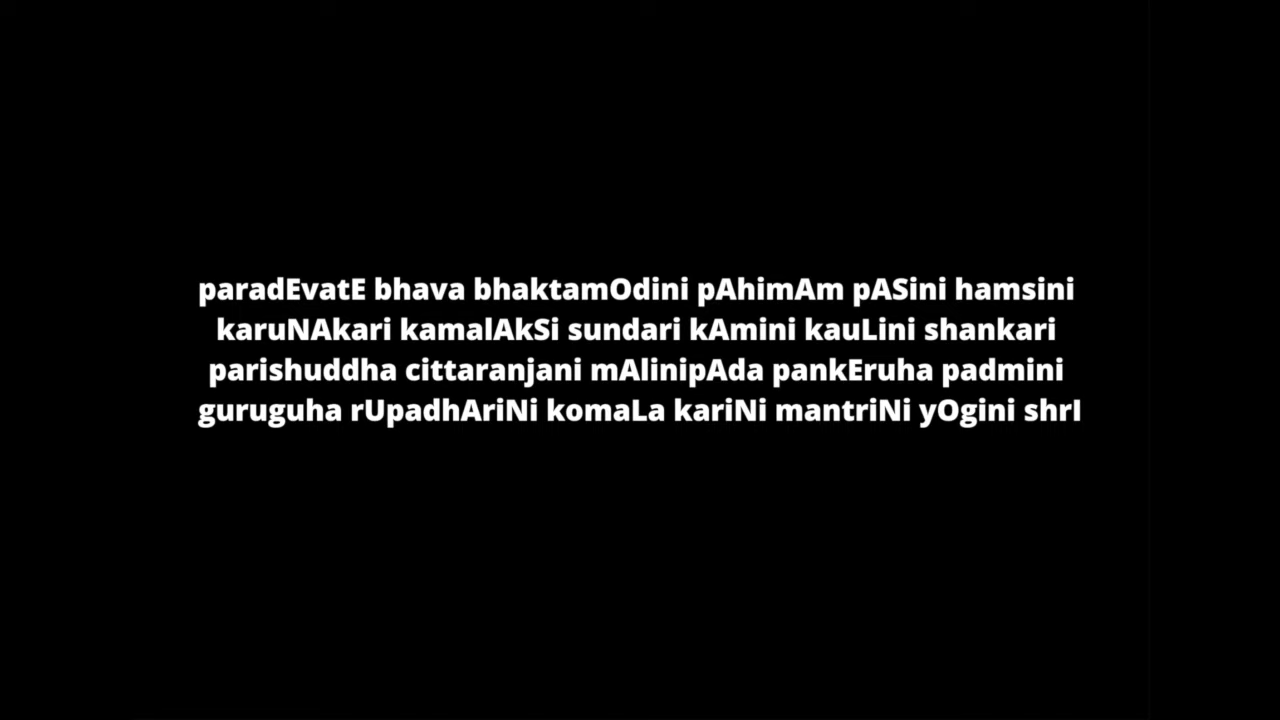 paradEvatE bhava bhaktamOdini pAhimAm pASini hamsini
karuNAkari kamalAkSi sundari kAmini kauLini shankari
parishuddha cittaranjani mAlinipAda pankEruha padmini
guruguha rUpadhAriNi komaLa kariNi mantriNi yOgini shrI